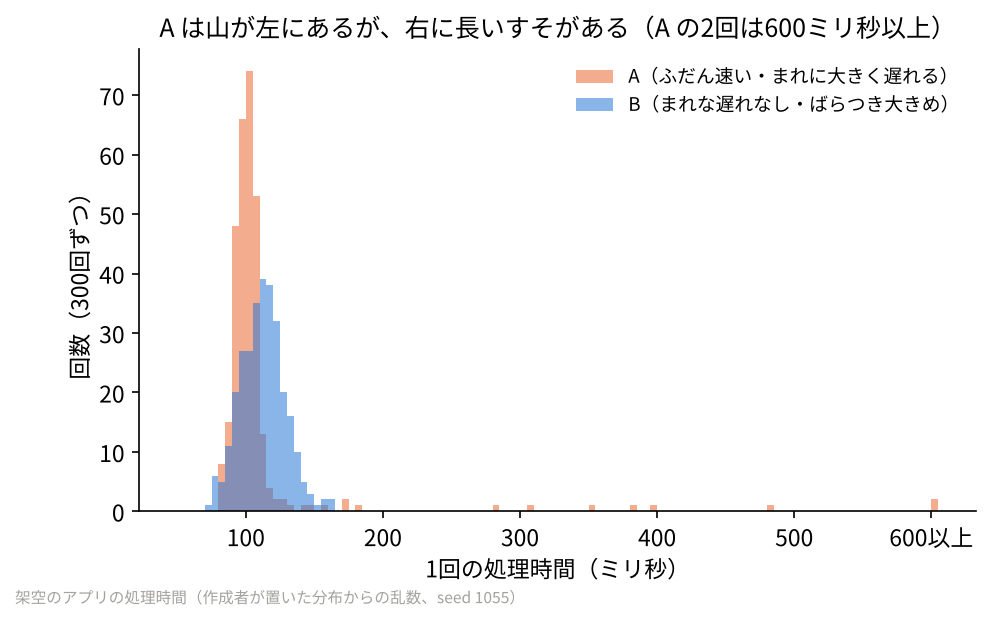 A は山が左にあるが、右に長いすそがある（A の2回は600ミリ秒以上）
A（ふだん速い・まれに大きく遅れる）
B（まれな遅れなし・ばらつき大きめ）
回数（300回ずつ）
70
60
50
40
30
20
10
0
100
200
300
400
500
600以上
1回の処理時間（ミリ秒）
架空のアプリの処理時間（作成者が置いた分布からの乱数、seed 1055）